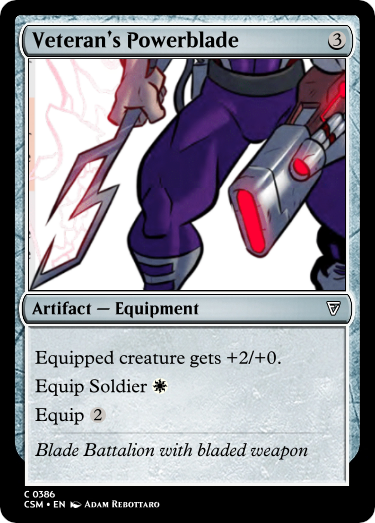 Veteran's Powerblade 3
Artifact — Equipment
Equipped creature gets +2/+0.
Equip Soldier
Equip 2
Blade Battalion with bladed weapon
C 0386
CSM • EN Adam Rebottaro